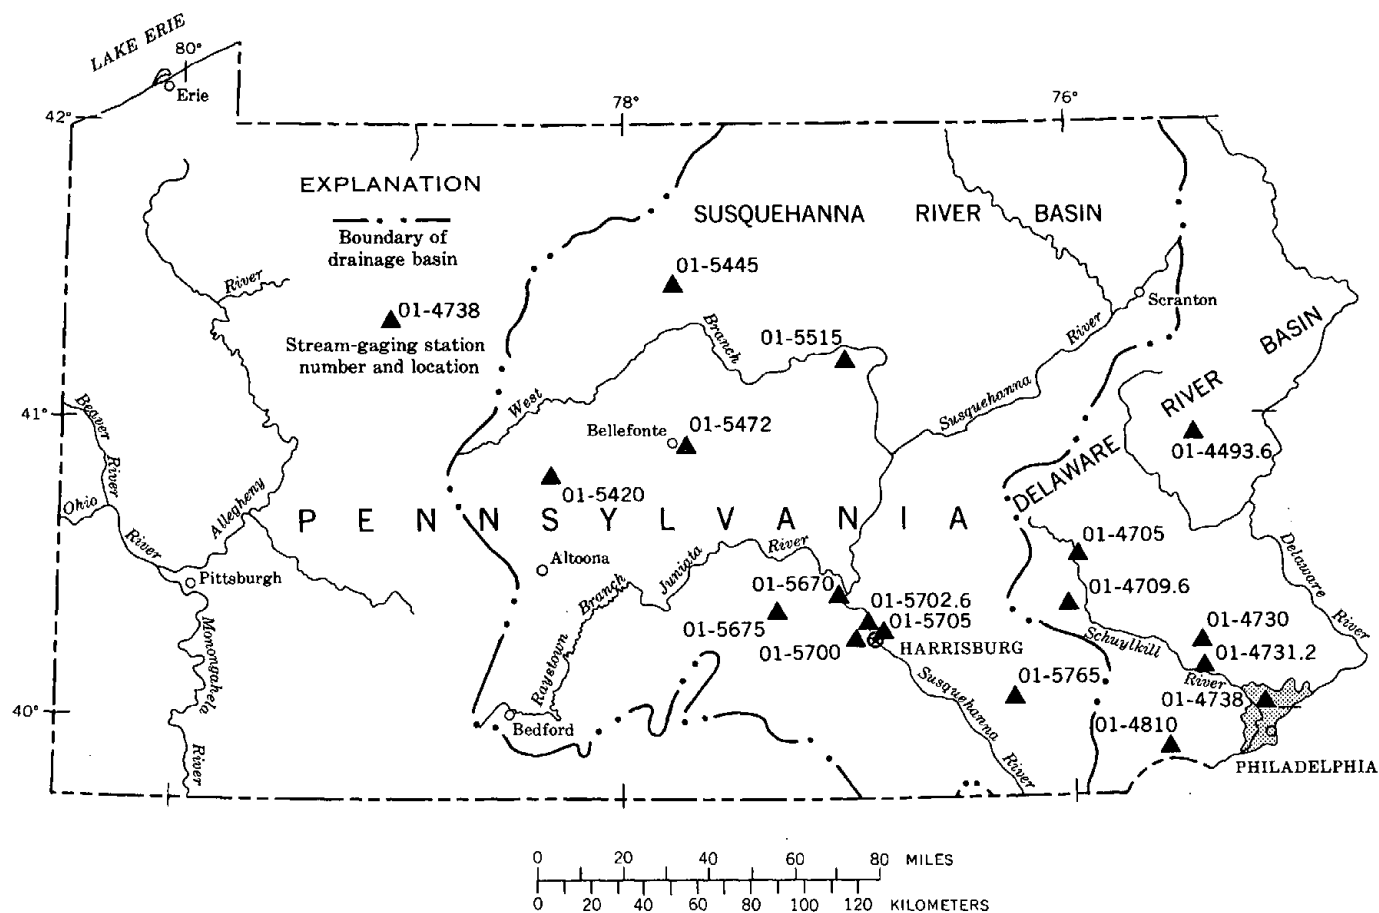 LAKE ERIE
80°
Erie
42°
78°
76°
EXPLANATION
Boundary of
drainage basin
River
01-4738
Stream-gaging station
number and location
SUSQUEHANNA RIVER BASIN
01-5445
Branch
01-5515
Scranton
River
BASIN
RIVER
DELAWARE
Susquehanna
West
41°
Beaver
River
Bellefonte
01-5472
01-4493.6
01-5420
Ohio
River
Allegheny
PENNSYLVANIA
Pittsburgh
Altoona
Juniata
River
Branch
Raystown
01-4705
Delaware
River
01-5670
01-5702.6
01-5705
01-4709.6
01-5675
01-5700
HARRISBURG
01-4730
Schuylkill
River
01-4731.2
Monongahela
River
Susquehanna
River
01-5765
01-4738
40°
Bedford
01-4810
PHILADELPHIA
0 20 40 60 80 MILES
0 20 40 60 80 100 120 KILOMETERS